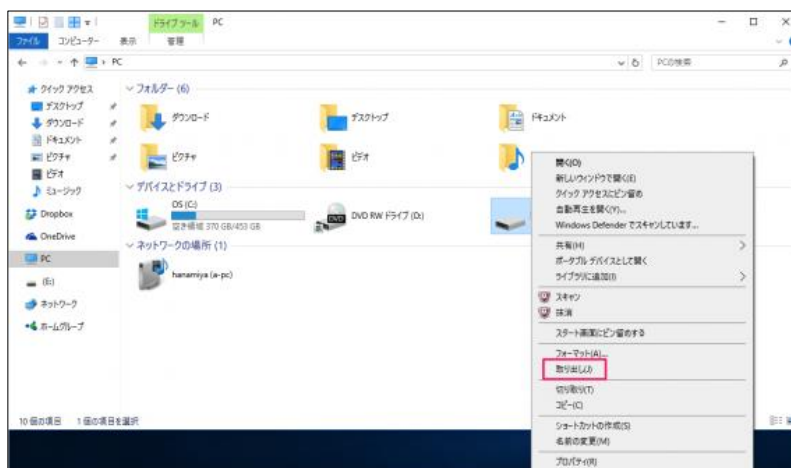 ドライブ ツール PC
ファイル コンピューター 表示 管理
PC
PCの検索
クイック アクセス
デスクトップ
ダウンロード
ドキュメント
ピクチャ
ビデオ
ミュージック
Dropbox
OneDrive
PC
(E:)
ネットワーク
ホームグループ
フォルダー (6)
ダウンロード
デスクトップ
ドキュメント
ピクチャ
ビデオ
デバイスとドライブ (3)
OS (C:)
空き領域 370 GB/453 GB
DVD RW ドライブ (D:)
ネットワークの場所 (1)
hanamiya (a-pc)
開く(O)
新しいウィンドウで開く(E)
クイック アクセスにピン留め
自動再生を開く(Y)...
Windows Defender でスキャンしています...
共有(H)
ポータブル デバイスとして開く
ライブラリに追加(I)
スキャン
抹消
スタート画面にピン留めする
フォーマット(A)...
取り出し(J)
切り取り(T)
コピー(C)
ショートカットの作成(S)
名前の変更(M)
プロパティ(R)
10 個の項目 1 個の項目を選択